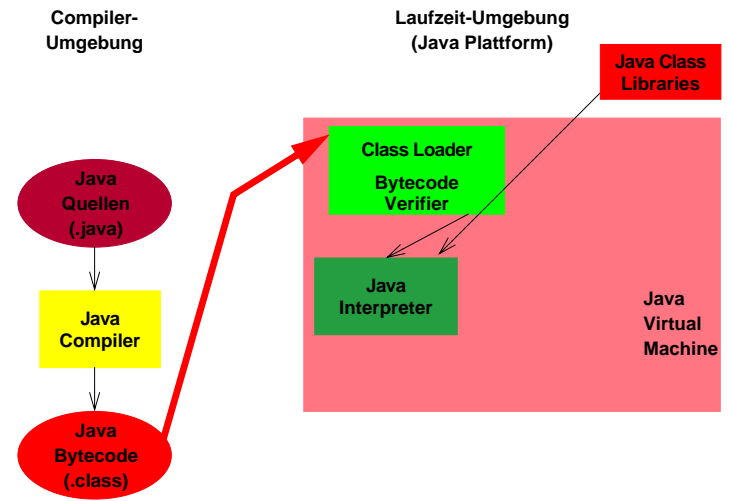 Compiler-
Umgebung
Laufzeit-Umgebung
(Java Plattform)
Java Class
Libraries
Class Loader
Bytecode
Verifier
Java
Quellen
(.java)
Java
Interpreter
Java
Compiler
Java
Virtual
Machine
Java
Bytecode
(.class)